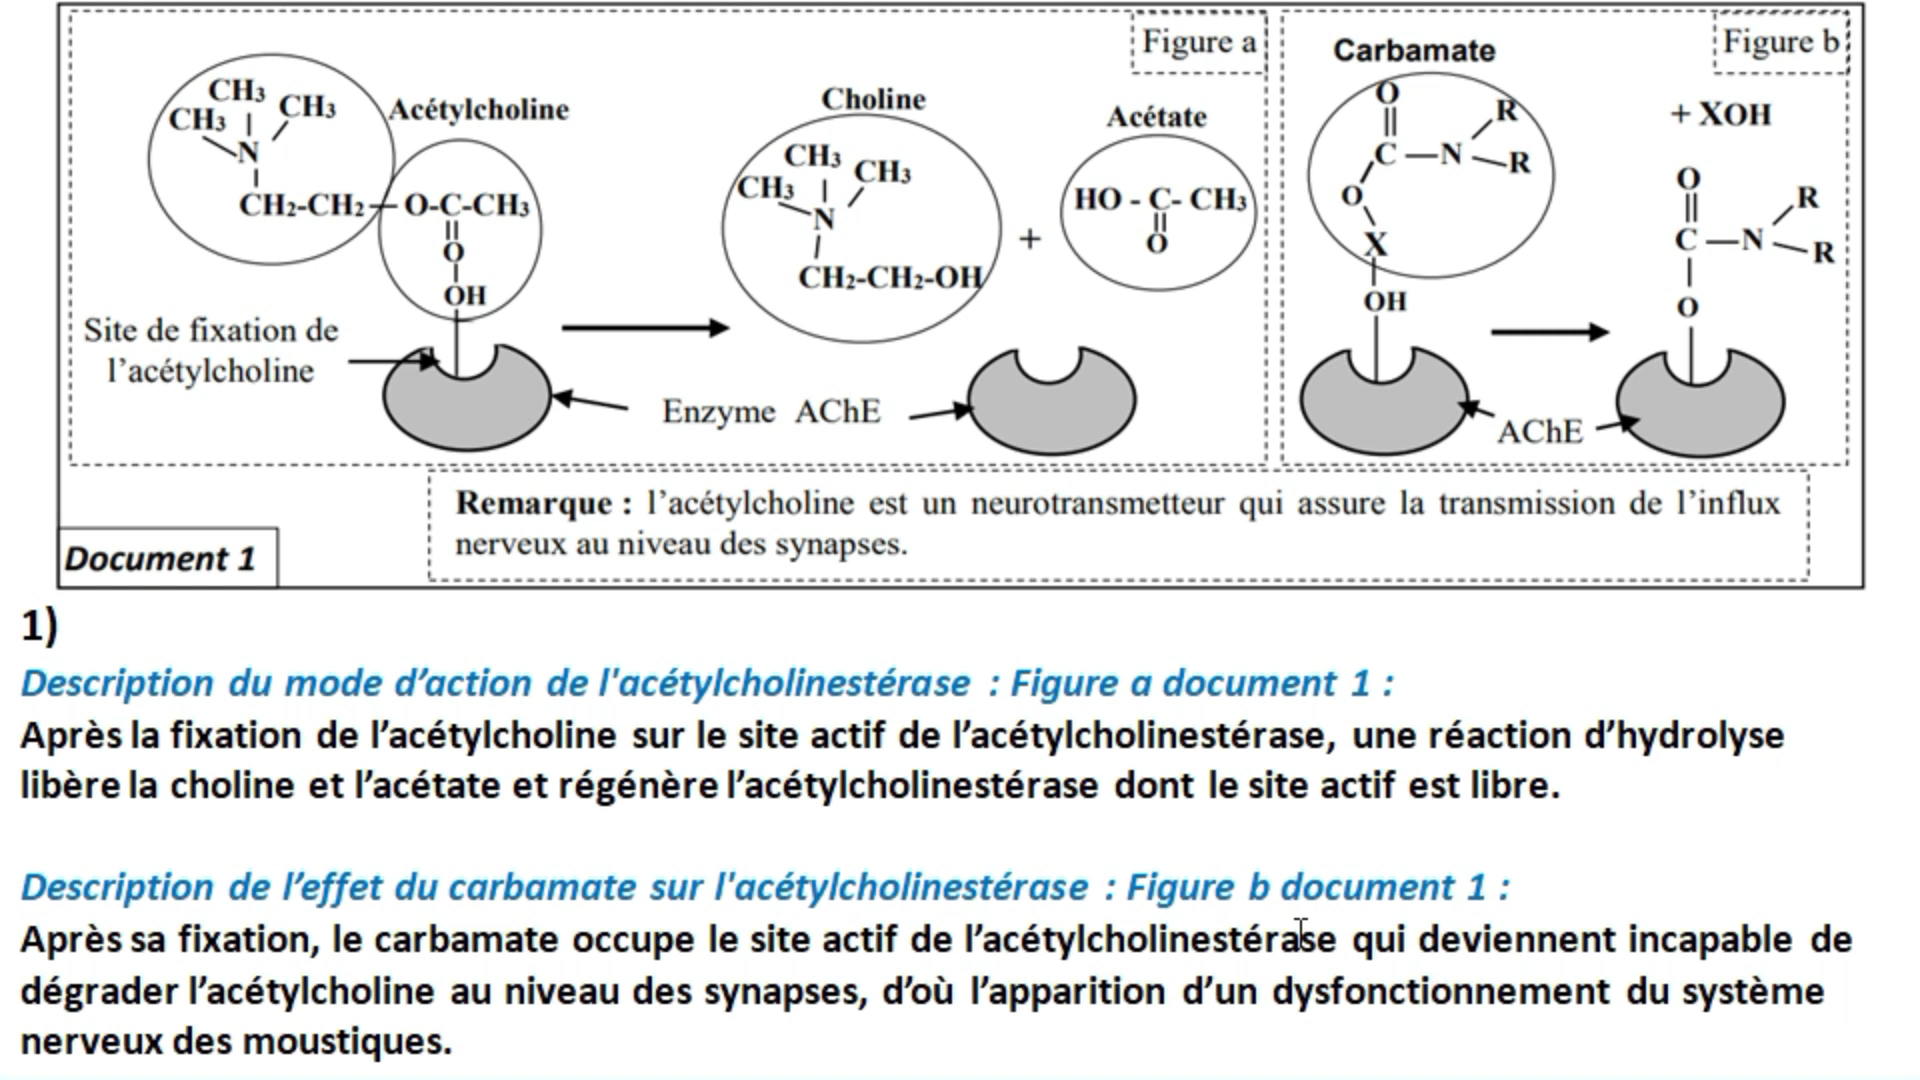 Figure a
CH3
CH3
CH3
N
CH2-CH2
Acétylcholine
O-C-CH3
O
OH
Site de fixation de
l'acétylcholine
Choline
CH3
CH3
CH3
N
CH2-CH2-OH
+
Acétate
HO - C- CH3
O
Enzyme AChE
Figure b
Carbamate
O
C — N
R
R
O
X
OH
+ XOH
O
C — N
R
R
O
AChE
Remarque : l'acétylcholine est un neurotransmetteur qui assure la transmission de l'influx
nerveux au niveau des synapses.
Document 1
1)
Description du mode d'action de l'acétylcholinestérase : Figure a document 1 :
Après la fixation de l'acétylcholine sur le site actif de l'acétylcholinestérase, une réaction d'hydrolyse
libère la choline et l'acétate et régénère l'acétylcholinestérase dont le site actif est libre.
Description de l'effet du carbamate sur l'acétylcholinestérase : Figure b document 1 :
Après sa fixation, le carbamate occupe le site actif de l'acétylcholinestérase qui deviennent incapable de
dégrader l'acétylcholine au niveau des synapses, d'où l'apparition d'un dysfonctionnement du système
nerveux des moustiques.